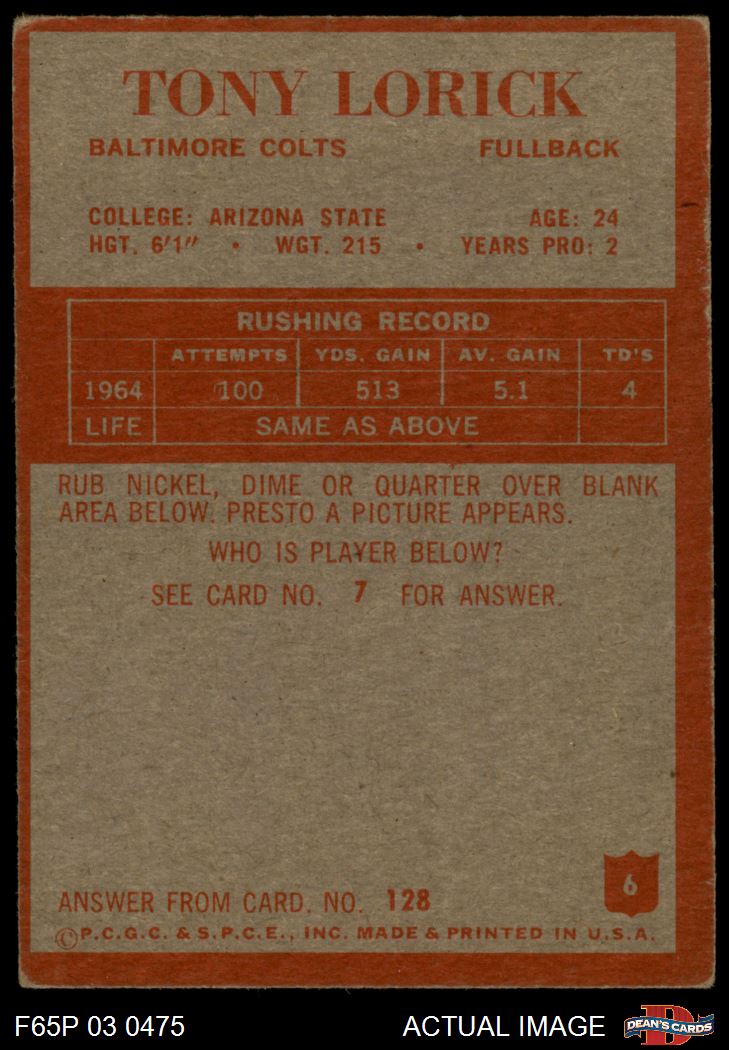 TONY LORICK
BALTIMORE COLTS FULLBACK
COLLEGE: ARIZONA STATE AGE: 24
HGT. 6'1" • WGT. 215 • YEARS PRO: 2
RUSHING RECORD
ATTEMPTS YDS. GAIN AV. GAIN TD'S
1964 100 513 5.1 4
LIFE SAME AS ABOVE
RUB NICKEL, DIME OR QUARTER OVER BLANK
AREA BELOW. PRESTO A PICTURE APPEARS.
WHO IS PLAYER BELOW?
SEE CARD NO. 7 FOR ANSWER.
6
ANSWER FROM CARD. NO. 128
©P.C.G.C. & S.P.C.E., INC. MADE & PRINTED IN U.S.A.
F65P 03 0475 ACTUAL IMAGE
D
DEAN'S CARDS